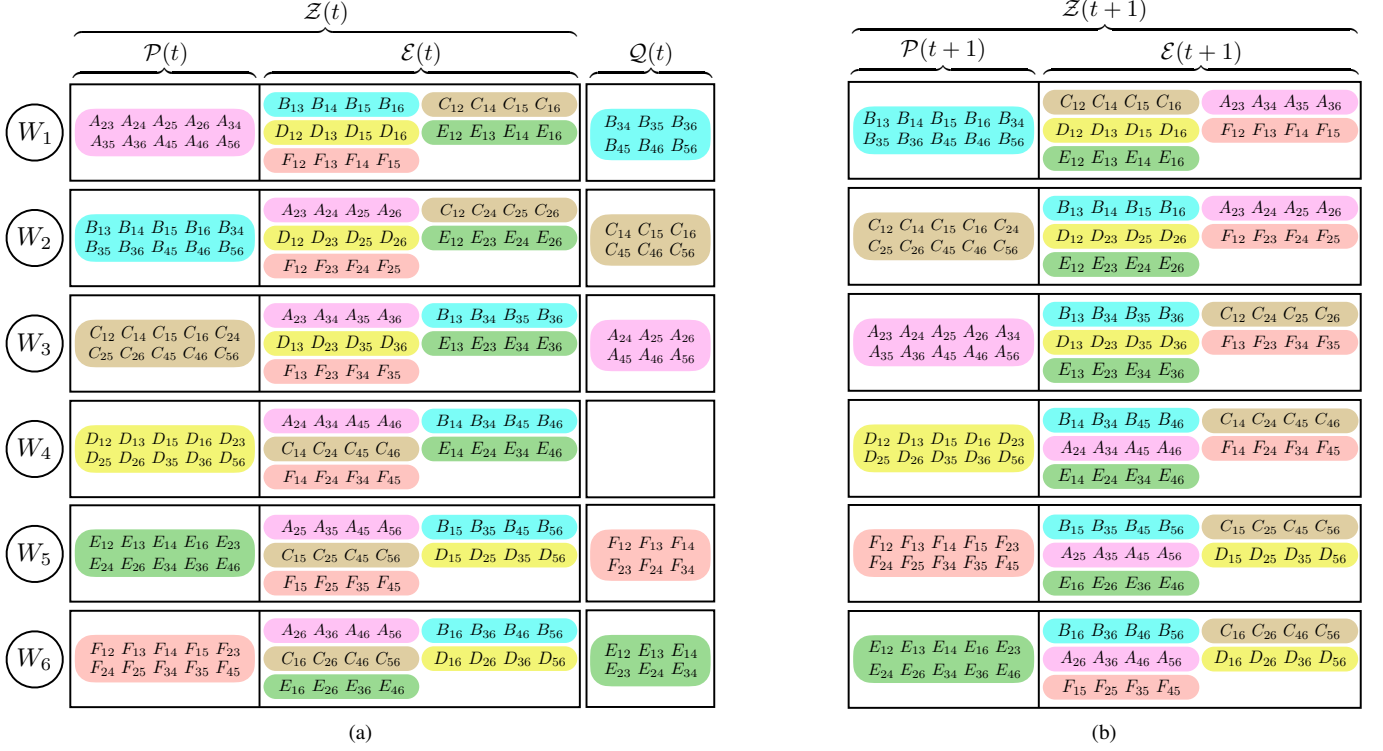 Z(t)
P(t) E(t) Q(t)
W₁
A₂₃ A₂₄ A₂₅ A₂₆ A₃₄
A₃₅ A₃₆ A₄₅ A₄₆ A₅₆
B₁₃ B₁₄ B₁₅ B₁₆ C₁₂ C₁₄ C₁₅ C₁₆
D₁₂ D₁₃ D₁₅ D₁₆ E₁₂ E₁₃ E₁₄ E₁₆
F₁₂ F₁₃ F₁₄ F₁₅
B₃₄ B₃₅ B₃₆
B₄₅ B₄₆ B₅₆
W₂
B₁₃ B₁₄ B₁₅ B₁₆ B₃₄
B₃₅ B₃₆ B₄₅ B₄₆ B₅₆
A₂₃ A₂₄ A₂₅ A₂₆ C₁₂ C₂₄ C₂₅ C₂₆
D₁₂ D₂₃ D₂₅ D₂₆ E₁₂ E₂₃ E₂₄ E₂₆
F₁₂ F₂₃ F₂₄ F₂₅
C₁₄ C₁₅ C₁₆
C₄₅ C₄₆ C₅₆
W₃
C₁₂ C₁₄ C₁₅ C₁₆ C₂₄
C₂₅ C₂₆ C₄₅ C₄₆ C₅₆
A₂₃ A₃₄ A₃₅ A₃₆ B₁₃ B₃₄ B₃₅ B₃₆
D₁₃ D₂₃ D₃₅ D₃₆ E₁₃ E₂₃ E₃₄ E₃₆
F₁₃ F₂₃ F₃₄ F₃₅
A₂₄ A₂₅ A₂₆
A₄₅ A₄₆ A₅₆
W₄
D₁₂ D₁₃ D₁₅ D₁₆ D₂₃
D₂₅ D₂₆ D₃₅ D₃₆ D₅₆
A₂₄ A₃₄ A₄₅ A₄₆ B₁₄ B₃₄ B₄₅ B₄₆
C₁₄ C₂₄ C₄₅ C₄₆ E₁₄ E₂₄ E₃₄ E₄₆
F₁₄ F₂₄ F₃₄ F₄₅
W₅
E₁₂ E₁₃ E₁₄ E₁₆ E₂₃
E₂₄ E₂₆ E₃₄ E₃₆ E₄₆
A₂₅ A₃₅ A₄₅ A₅₆ B₁₅ B₃₅ B₄₅ B₅₆
C₁₅ C₂₅ C₄₅ C₅₆ D₁₅ D₂₅ D₃₅ D₅₆
F₁₅ F₂₅ F₃₅ F₄₅
F₁₂ F₁₃ F₁₄
F₂₃ F₂₄ F₃₄
W₆
F₁₂ F₁₃ F₁₄ F₁₅ F₂₃
F₂₄ F₂₅ F₃₄ F₃₅ F₄₅
A₂₆ A₃₆ A₄₆ A₅₆ B₁₆ B₃₆ B₄₆ B₅₆
C₁₆ C₂₆ C₄₆ C₅₆ D₁₆ D₂₆ D₃₆ D₅₆
E₁₆ E₂₆ E₃₆ E₄₆
E₁₂ E₁₃ E₁₄
E₂₃ E₂₄ E₃₄
(a)
Z(t+1)
P(t+1) E(t+1)
B₁₃ B₁₄ B₁₅ B₁₆ B₃₄
B₃₅ B₃₆ B₄₅ B₄₆ B₅₆
C₁₂ C₁₄ C₁₅ C₁₆ A₂₃ A₃₄ A₃₅ A₃₆
D₁₂ D₁₃ D₁₅ D₁₆ F₁₂ F₁₃ F₁₄ F₁₅
E₁₂ E₁₃ E₁₄ E₁₆
C₁₂ C₁₄ C₁₅ C₁₆ C₂₄
C₂₅ C₂₆ C₄₅ C₄₆ C₅₆
B₁₃ B₁₄ B₁₅ B₁₆ A₂₃ A₂₄ A₂₅ A₂₆
D₁₂ D₂₃ D₂₅ D₂₆ F₁₂ F₂₃ F₂₄ F₂₅
E₁₂ E₂₃ E₂₄ E₂₆
A₂₃ A₂₄ A₂₅ A₂₆ A₃₄
A₃₅ A₃₆ A₄₅ A₄₆ A₅₆
B₁₃ B₃₄ B₃₅ B₃₆ C₁₂ C₂₄ C₂₅ C₂₆
D₁₃ D₂₃ D₃₅ D₃₆ F₁₃ F₂₃ F₃₄ F₃₅
E₁₃ E₂₃ E₃₄ E₃₆
D₁₂ D₁₃ D₁₅ D₁₆ D₂₃
D₂₅ D₂₆ D₃₅ D₃₆ D₅₆
B₁₄ B₃₄ B₄₅ B₄₆ C₁₄ C₂₄ C₄₅ C₄₆
A₂₄ A₃₄ A₄₅ A₄₆ F₁₄ F₂₄ F₃₄ F₄₅
E₁₄ E₂₄ E₃₄ E₄₆
F₁₂ F₁₃ F₁₄ F₁₅ F₂₃
F₂₄ F₂₅ F₃₄ F₃₅ F₄₅
B₁₅ B₃₅ B₄₅ B₅₆ C₁₅ C₂₅ C₄₅ C₅₆
A₂₅ A₃₅ A₄₅ A₅₆ D₁₅ D₂₅ D₃₅ D₅₆
E₁₆ E₂₆ E₃₆ E₄₆
E₁₂ E₁₃ E₁₄ E₁₆ E₂₃
E₂₄ E₂₆ E₃₄ E₃₆ E₄₆
B₁₆ B₃₆ B₄₆ B₅₆ C₁₆ C₂₆ C₄₆ C₅₆
A₂₆ A₃₆ A₄₆ A₅₆ D₁₆ D₂₆ D₃₆ D₅₆
F₁₅ F₂₅ F₃₅ F₄₅
(b)